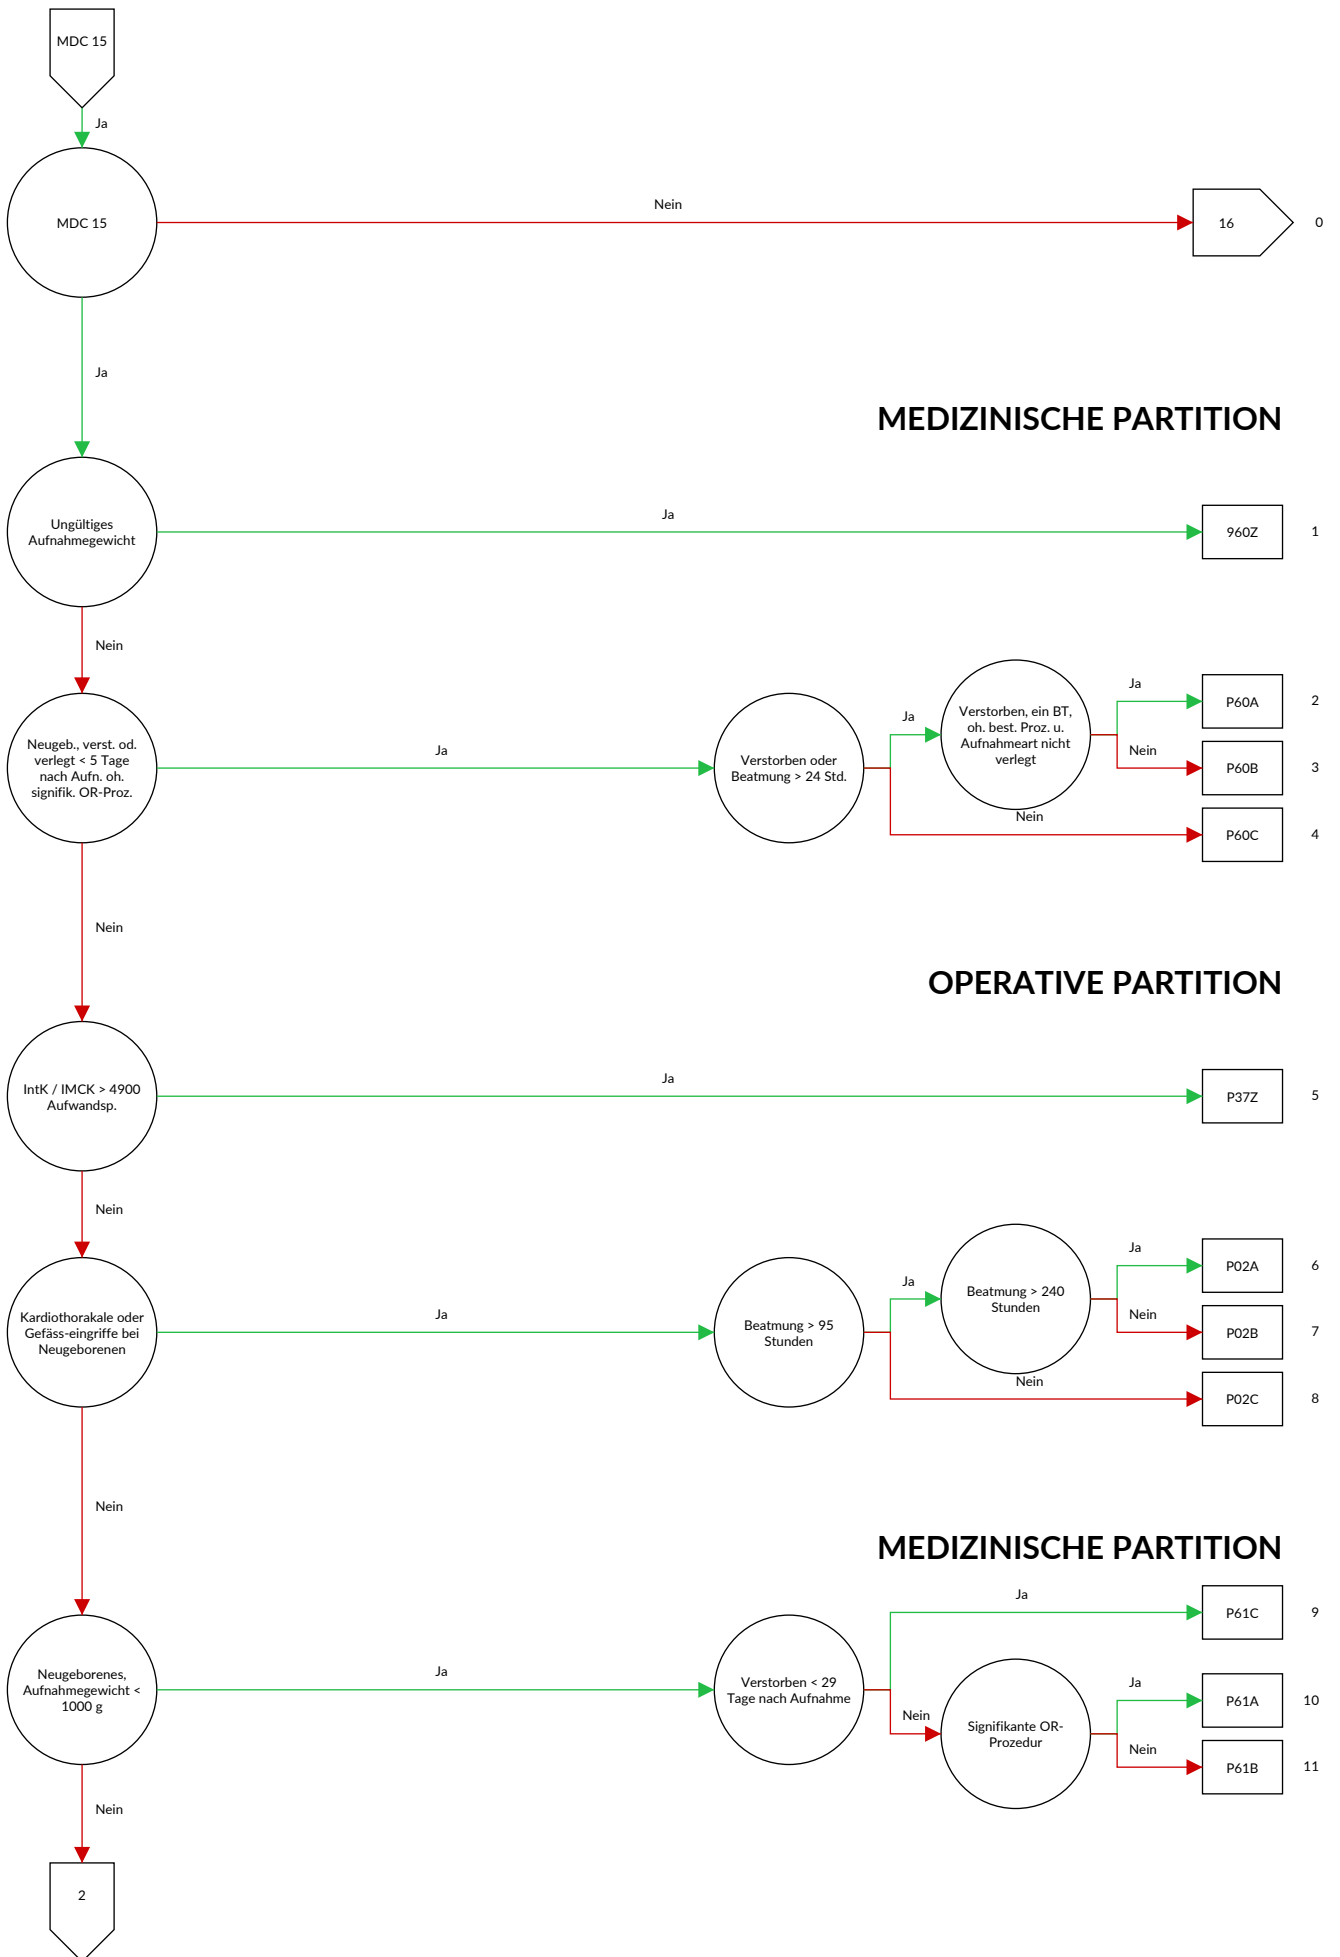 MDC 15
Ja
MDC 15
Nein
16
0
Ja
MEDIZINISCHE PARTITION
Ungültiges
Aufnahmegewicht
Ja
960Z
1
Nein
Neugeb., verst. od.
verlegt < 5 Tage
nach Aufn. oh.
signifik. OR-Proz.
Ja
Verstorben oder
Beatmung > 24 Std.
Ja
Verstorben, ein BT,
oh. best. Proz. u.
Aufnahmeart nicht
verlegt
Ja
P60A
2
Nein
P60B
3
Nein
P60C
4
Nein
OPERATIVE PARTITION
IntK / IMCK > 4900
Aufwandsp.
Ja
P37Z
5
Nein
Kardiothorakale oder
Gefäss-eingriffe bei
Neugeborenen
Ja
Beatmung > 95
Stunden
Ja
Beatmung > 240
Stunden
Ja
P02A
6
Nein
P02B
7
Nein
P02C
8
Nein
MEDIZINISCHE PARTITION
Neugeborenes,
Aufnahmegewicht <
1000 g
Ja
Verstorben < 29
Tage nach Aufnahme
Ja
P61C
9
Nein
Signifikante OR-
Prozedur
Ja
P61A
10
Nein
P61B
11
Nein
2